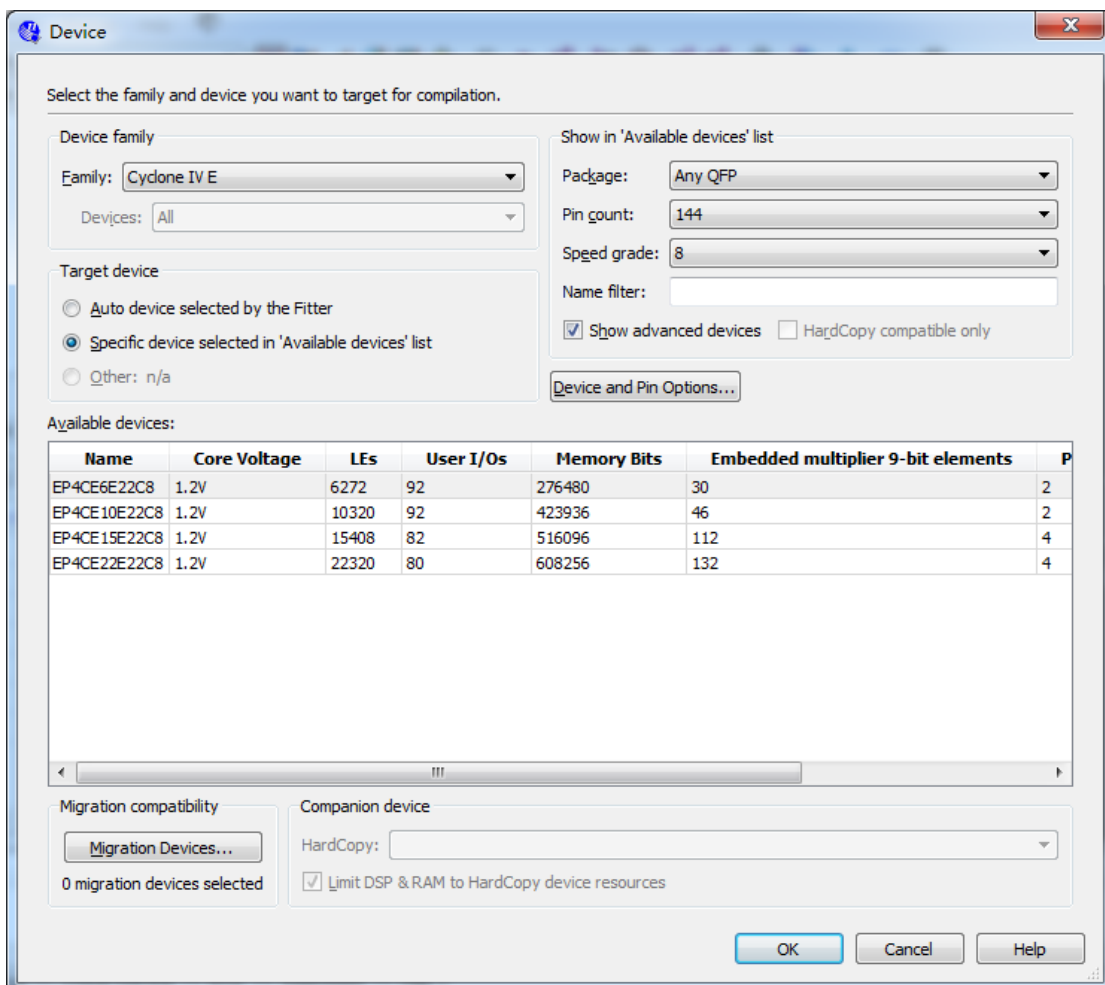 Device
Select the family and device you want to target for compilation.
Device family
Family: Cyclone IV E
Devices: All
Target device
Auto device selected by the Fitter
Specific device selected in 'Available devices' list
Other: n/a
Show in 'Available devices' list
Package: Any QFP
Pin count: 144
Speed grade: 8
Name filter:
Show advanced devices HardCopy compatible only
Device and Pin Options...
Available devices:
Name Core Voltage LEs User I/Os Memory Bits Embedded multiplier 9-bit elements P
EP4CE6E22C8 1.2V 6272 92 276480 30 2
EP4CE10E22C8 1.2V 10320 92 423936 46 2
EP4CE15E22C8 1.2V 15408 82 516096 112 4
EP4CE22E22C8 1.2V 22320 80 608256 132 4
Migration compatibility
Migration Devices...
0 migration devices selected
Companion device
HardCopy:
Limit DSP & RAM to HardCopy device resources
OK Cancel Help